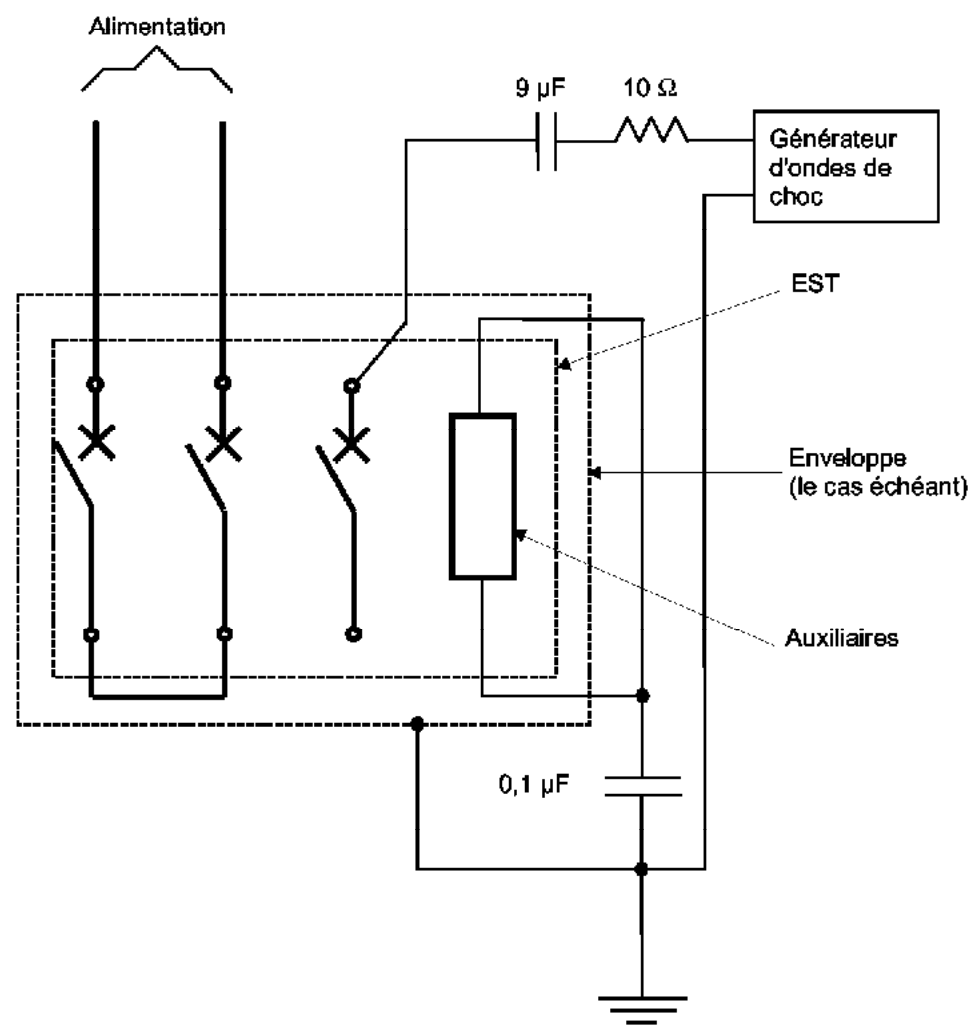 Alimentation
9 µF
10 Ω
Générateur
d'ondes de
choc
EST
Enveloppe
(le cas échéant)
Auxiliaires
0,1 µF